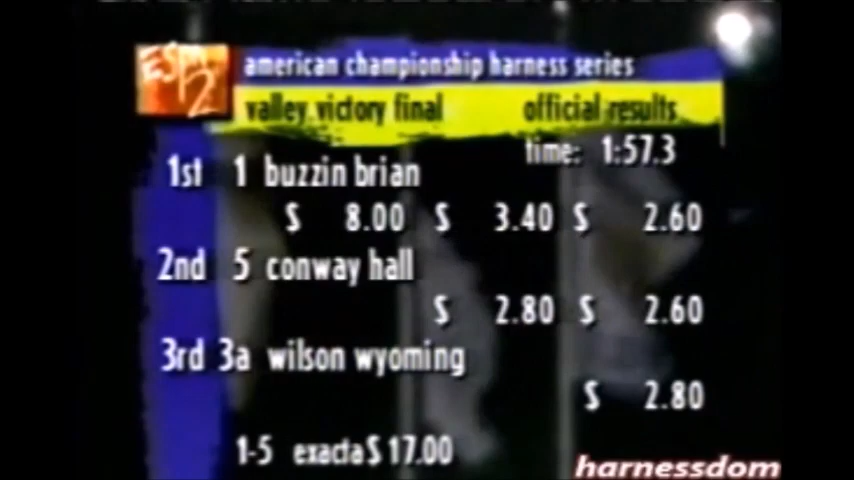 ESPN2
american championship harness series
valley victory final official results
time: 1:57.3
1st 1 buzzin brian
$ 8.00 $ 3.40 $ 2.60
2nd 5 conway hall
$ 2.80 $ 2.60
3rd 3a wilson wyoming
$ 2.80
1-5 exacta $ 17.00
harnessdom